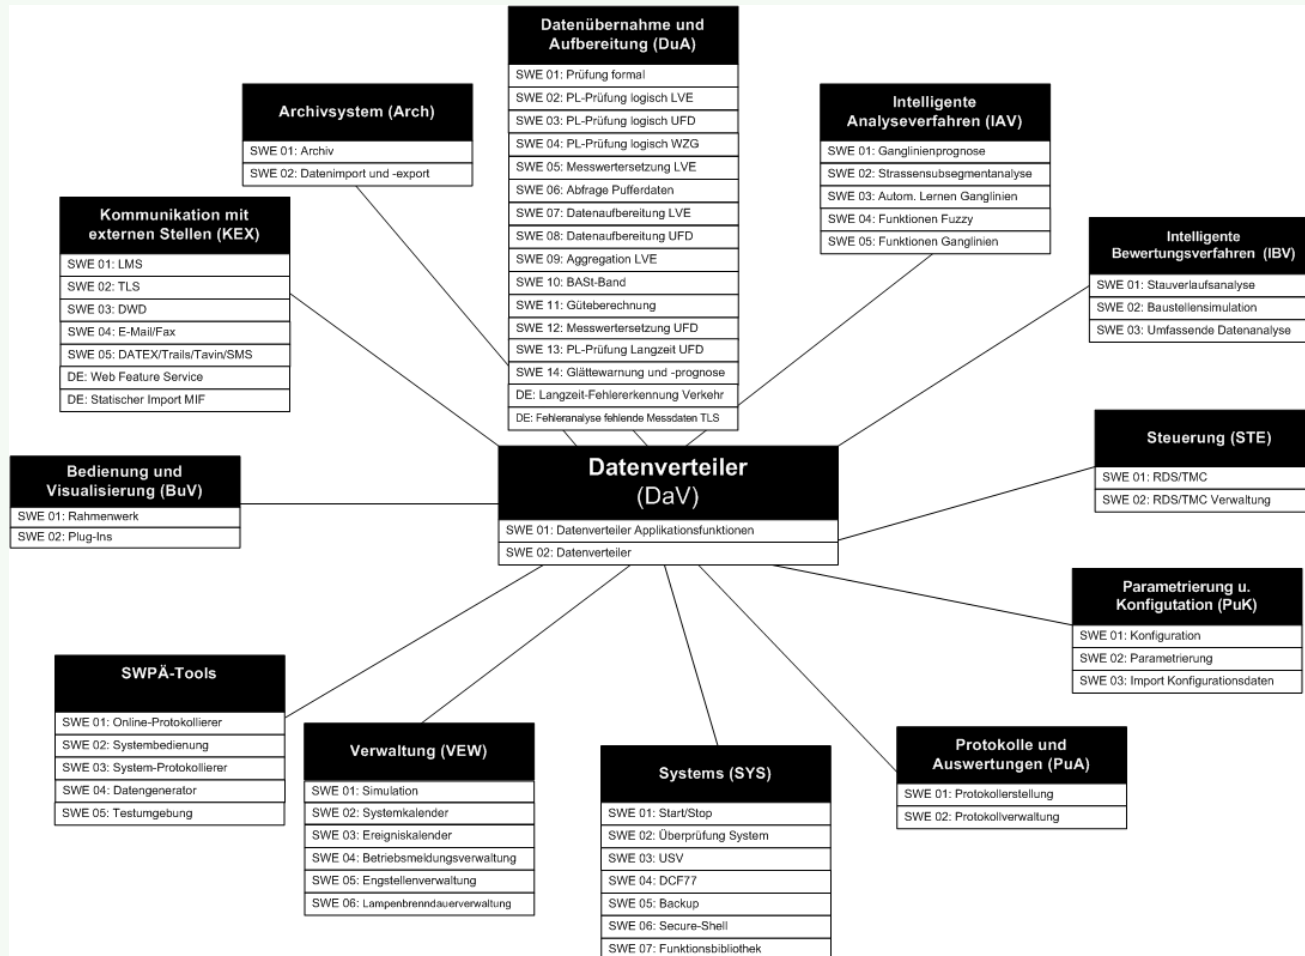 Datenübernahme und
Aufbereitung (DuA)
SWE 01: Prüfung formal
SWE 02: PL-Prüfung logisch LVE
SWE 03: PL-Prüfung logisch UFD
SWE 04: PL-Prüfung logisch WZG
SWE 05: Messwertersetzung LVE
SWE 06: Abfrage Pufferdaten
SWE 07: Datenaufbereitung LVE
SWE 08: Datenaufbereitung UFD
SWE 09: Aggregation LVE
SWE 10: BASt-Band
SWE 11: Güteberechnung
SWE 12: Messwertersetzung UFD
SWE 13: PL-Prüfung Langzeit UFD
SWE 14: Glättewarnung und -prognose
DE: Langzeit-Fehlererkennung Verkehr
DE: Fehleranalyse fehlende Messdaten TLS
Archivsystem (Arch)
SWE 01: Archiv
SWE 02: Datenimport und -export
Intelligente
Analyseverfahren (IAV)
SWE 01: Ganglinienprognose
SWE 02: Strassensubsegmentanalyse
SWE 03: Autom. Lernen Ganglinien
SWE 04: Funktionen Fuzzy
SWE 05: Funktionen Ganglinien
Kommunikation mit
externen Stellen (KEX)
SWE 01: LMS
SWE 02: TLS
SWE 03: DWD
SWE 04: E-Mail/Fax
SWE 05: DATEX/Trails/Tavin/SMS
DE: Web Feature Service
DE: Statischer Import MIF
Intelligente
Bewertungsverfahren (IBV)
SWE 01: Stauverlaufsanalyse
SWE 02: Baustellensimulation
SWE 03: Umfassende Datenanalyse
Steuerung (STE)
SWE 01: RDS/TMC
SWE 02: RDS/TMC Verwaltung
Datenverteiler
(DaV)
SWE 01: Datenverteiler Applikationsfunktionen
SWE 02: Datenverteiler
Bedienung und
Visualisierung (BuV)
SWE 01: Rahmenwerk
SWE 02: Plug-Ins
Parametrierung u.
Konfigutation (PuK)
SWE 01: Konfiguration
SWE 02: Parametrierung
SWE 03: Import Konfigurationsdaten
SWPÄ-Tools
SWE 01: Online-Protokollierer
SWE 02: Systembedienung
SWE 03: System-Protokollierer
SWE 04: Datengenerator
SWE 05: Testumgebung
Verwaltung (VEW)
SWE 01: Simulation
SWE 02: Systemkalender
SWE 03: Ereigniskalender
SWE 04: Betriebsmeldungsverwaltung
SWE 05: Engstellenverwaltung
SWE 06: Lampenbrenndauerverwaltung
Systems (SYS)
SWE 01: Start/Stop
SWE 02: Überprüfung System
SWE 03: USV
SWE 04: DCF77
SWE 05: Backup
SWE 06: Secure-Shell
SWE 07: Funktionsbibliothek
Protokolle und
Auswertungen (PuA)
SWE 01: Protokollerstellung
SWE 02: Protokollverwaltung